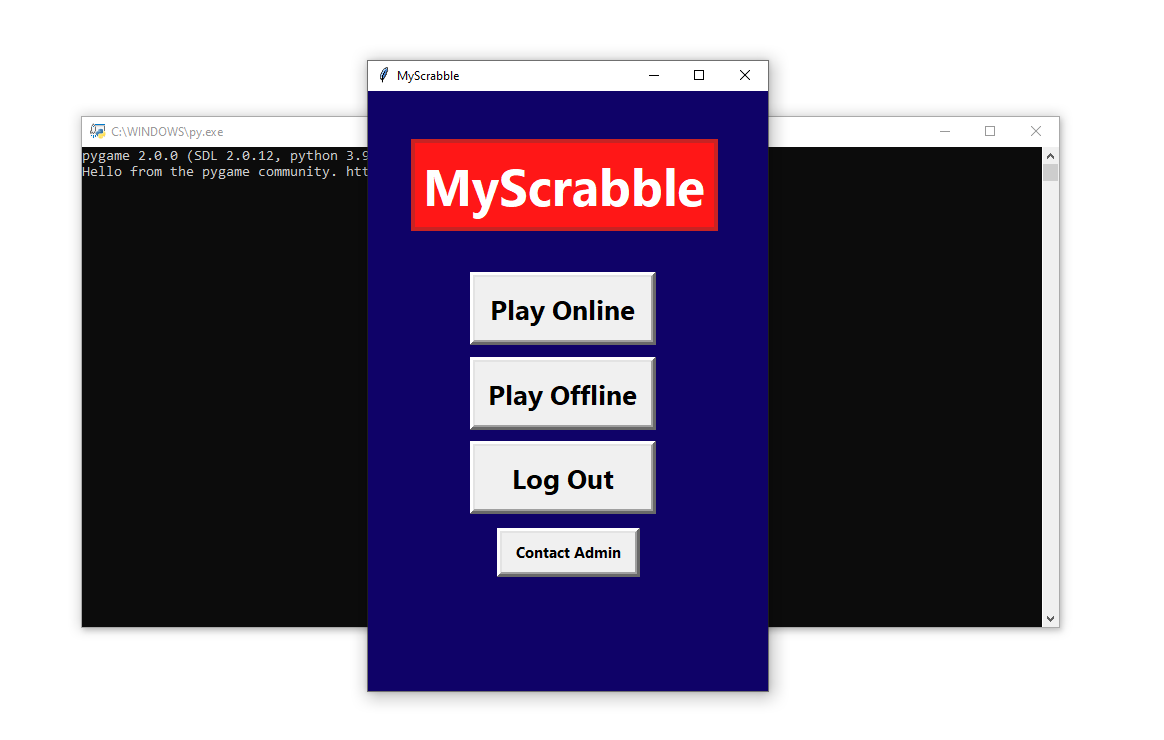 MyScrabble
C:\WINDOWS\py.exe
pygame 2.0.0 (SDL 2.0.12, python 3.9
Hello from the pygame community. htt
MyScrabble
Play Online
Play Offline
Log Out
Contact Admin